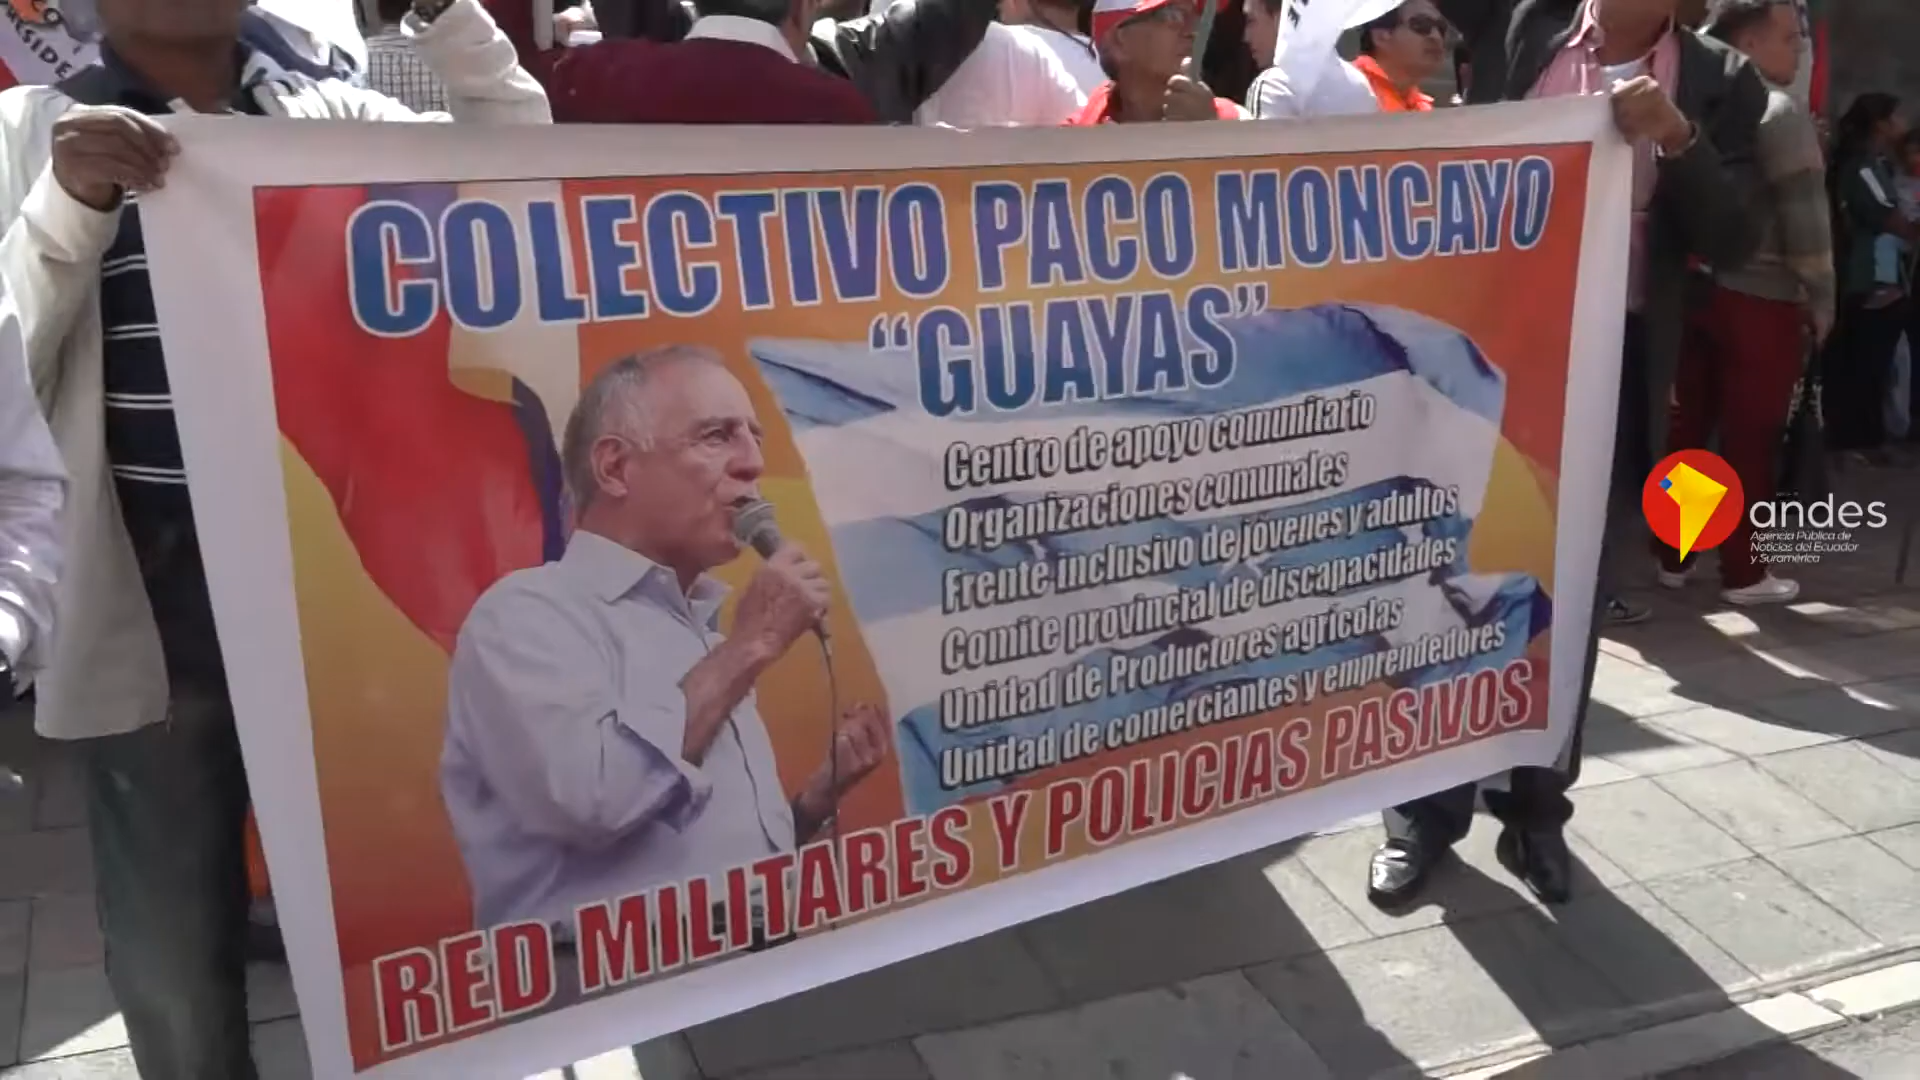 COLECTIVO PACO MONCAYO
“GUAYAS”
Centro de apoyo comunitario
Organizaciones comunales
Frente inclusivo de jóvenes y adultos
Comite provincial de discapacidades
Unidad de Productores agrícolas
Unidad de comerciantes y emprendedores
RED MILITARES Y POLICIAS PASIVOS
andes
Agencia Pública de
Noticias del Ecuador
y Suramérica